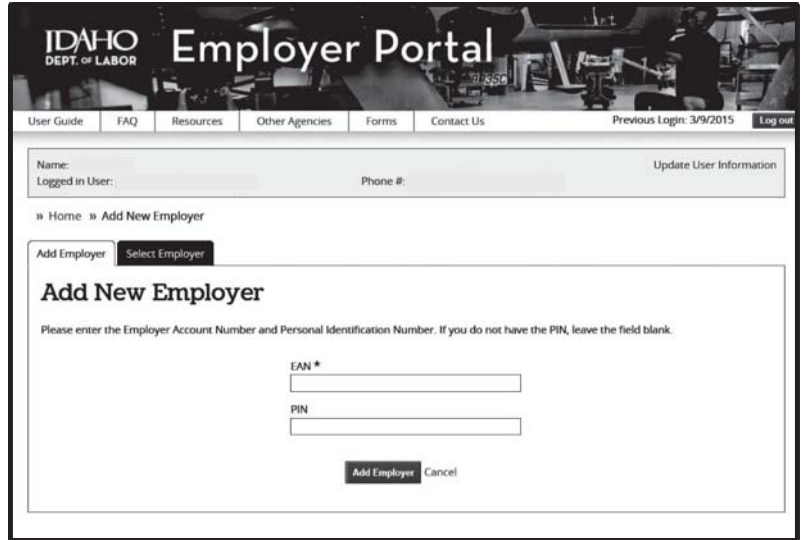 IDAHO
DEPT. OF LABOR
Employer Portal
User Guide FAQ Resources Other Agencies Forms Contact Us Previous Login: 3/9/2015 Log out
Name: Update User Information
Logged in User: Phone #:
» Home » Add New Employer
Add Employer Select Employer
Add New Employer
Please enter the Employer Account Number and Personal Identification Number. If you do not have the PIN, leave the field blank.
EAN *
PIN
Add Employer Cancel